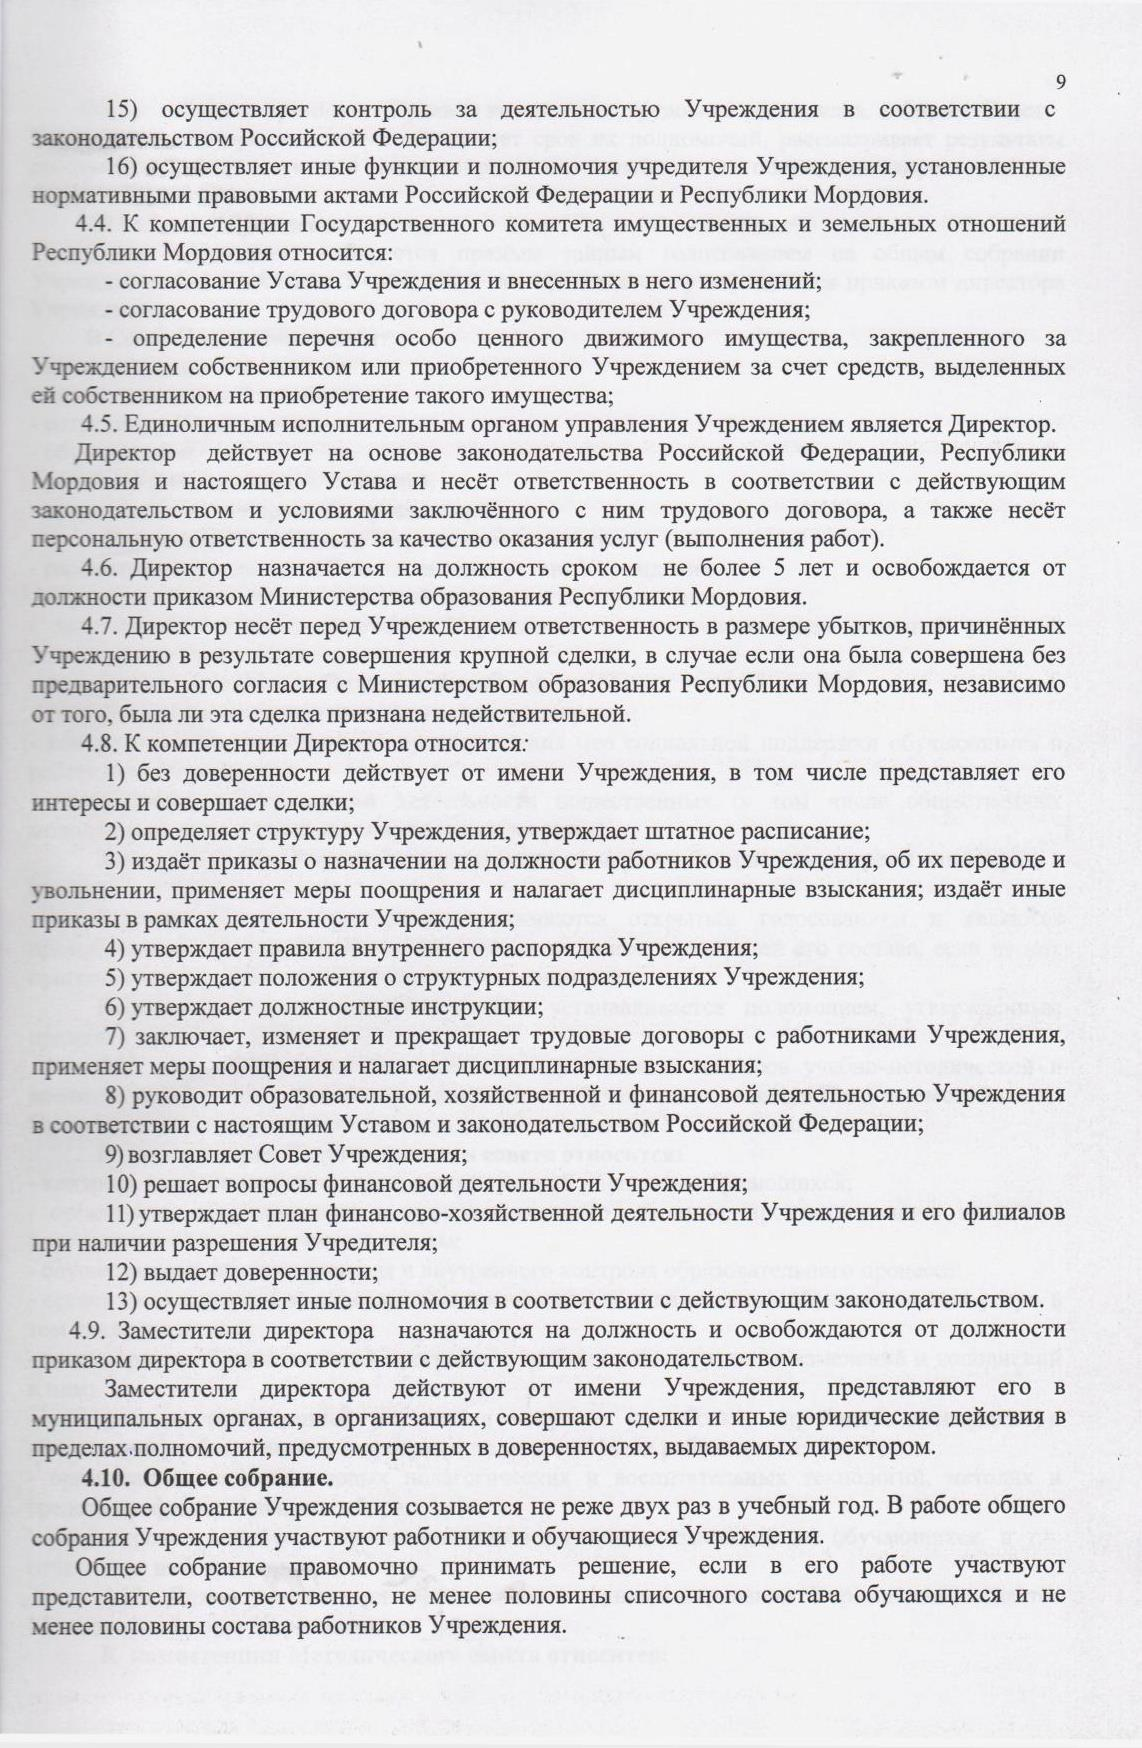 9
15) осуществляет контроль за деятельностью Учреждения в соответствии с
законодательством Российской Федерации;
16) осуществляет иные функции и полномочия учредителя Учреждения, установленные
нормативными правовыми актами Российской Федерации и Республики Мордовия.
4.4. К компетенции Государственного комитета имущественных и земельных отношений
Республики Мордовия относится:
- согласование Устава Учреждения и внесенных в него изменений;
- согласование трудового договора с руководителем Учреждения;
- определение перечня особо ценного движимого имущества, закрепленного за
Учреждением собственником или приобретенного Учреждением за счет средств, выделенных
ей собственником на приобретение такого имущества;
4.5. Единоличным исполнительным органом управления Учреждением является Директор.
Директор действует на основе законодательства Российской Федерации, Республики
Мордовия и настоящего Устава и несёт ответственность в соответствии с действующим
законодательством и условиями заключённого с ним трудового договора, а также несёт
персональную ответственность за качество оказания услуг (выполнения работ).
4.6. Директор назначается на должность сроком не более 5 лет и освобождается от
должности приказом Министерства образования Республики Мордовия.
4.7. Директор несёт перед Учреждением ответственность в размере убытков, причинённых
Учреждению в результате совершения крупной сделки, в случае если она была совершена без
предварительного согласия с Министерством образования Республики Мордовия, независимо
от того, была ли эта сделка признана недействительной.
4.8. К компетенции Директора относится:
1) без доверенности действует от имени Учреждения, в том числе представляет его
интересы и совершает сделки;
2) определяет структуру Учреждения, утверждает штатное расписание;
3) издаёт приказы о назначении на должности работников Учреждения, об их переводе и
увольнении, применяет меры поощрения и налагает дисциплинарные взыскания; издаёт иные
приказы в рамках деятельности Учреждения;
4) утверждает правила внутреннего распорядка Учреждения;
5) утверждает положения о структурных подразделениях Учреждения;
6) утверждает должностные инструкции;
7) заключает, изменяет и прекращает трудовые договоры с работниками Учреждения,
применяет меры поощрения и налагает дисциплинарные взыскания;
8) руководит образовательной, хозяйственной и финансовой деятельностью Учреждения
в соответствии с настоящим Уставом и законодательством Российской Федерации;
9) возглавляет Совет Учреждения;
10) решает вопросы финансовой деятельности Учреждения;
11) утверждает план финансово-хозяйственной деятельности Учреждения и его филиалов
при наличии разрешения Учредителя;
12) выдает доверенности;
13) осуществляет иные полномочия в соответствии с действующим законодательством.
4.9. Заместители директора назначаются на должность и освобождаются от должности
приказом директора в соответствии с действующим законодательством.
Заместители директора действуют от имени Учреждения, представляют его в
муниципальных органах, в организациях, совершают сделки и иные юридические действия в
пределах полномочий, предусмотренных в доверенностях, выдаваемых директором.
4.10. Общее собрание.
Общее собрание Учреждения созывается не реже двух раз в учебный год. В работе общего
собрания Учреждения участвуют работники и обучающиеся Учреждения.
Общее собрание правомочно принимать решение, если в его работе участвуют
представители, соответственно, не менее половины списочного состава обучающихся и не
менее половины состава работников Учреждения.